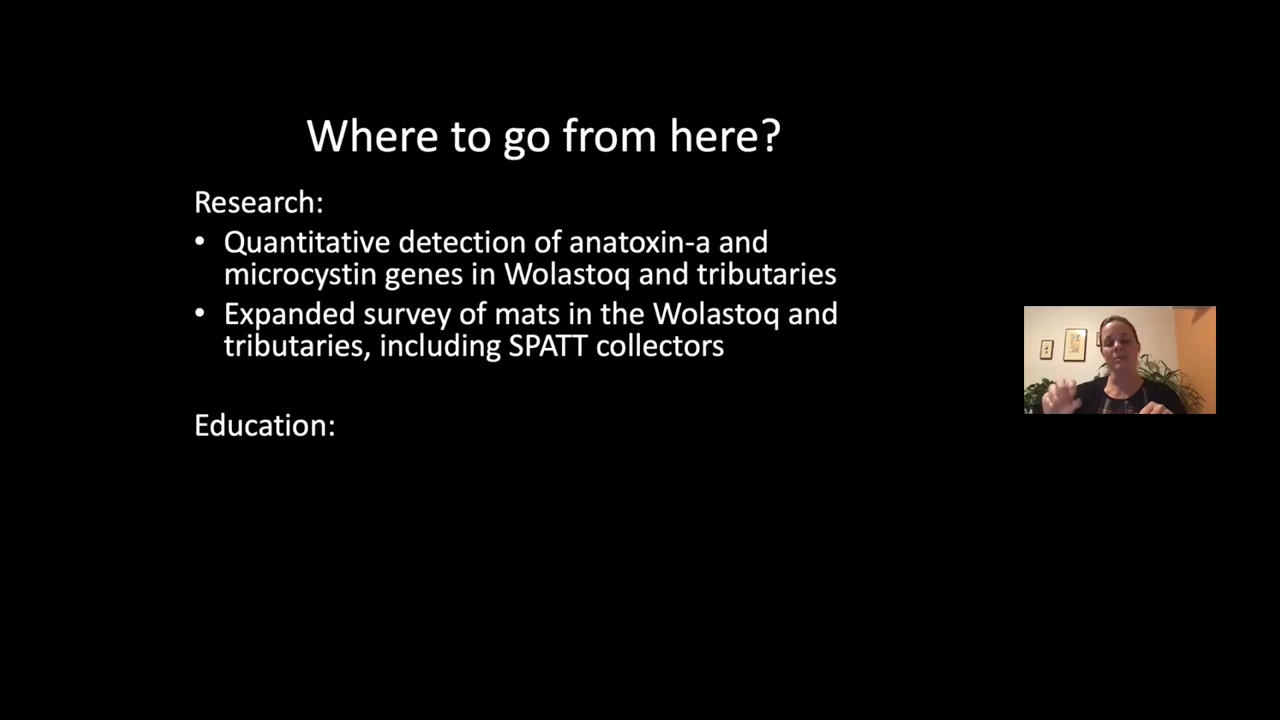 Where to go from here?
Research:
• Quantitative detection of anatoxin-a and
microcystin genes in Wolastoq and tributaries
• Expanded survey of mats in the Wolastoq and
tributaries, including SPATT collectors
Education: